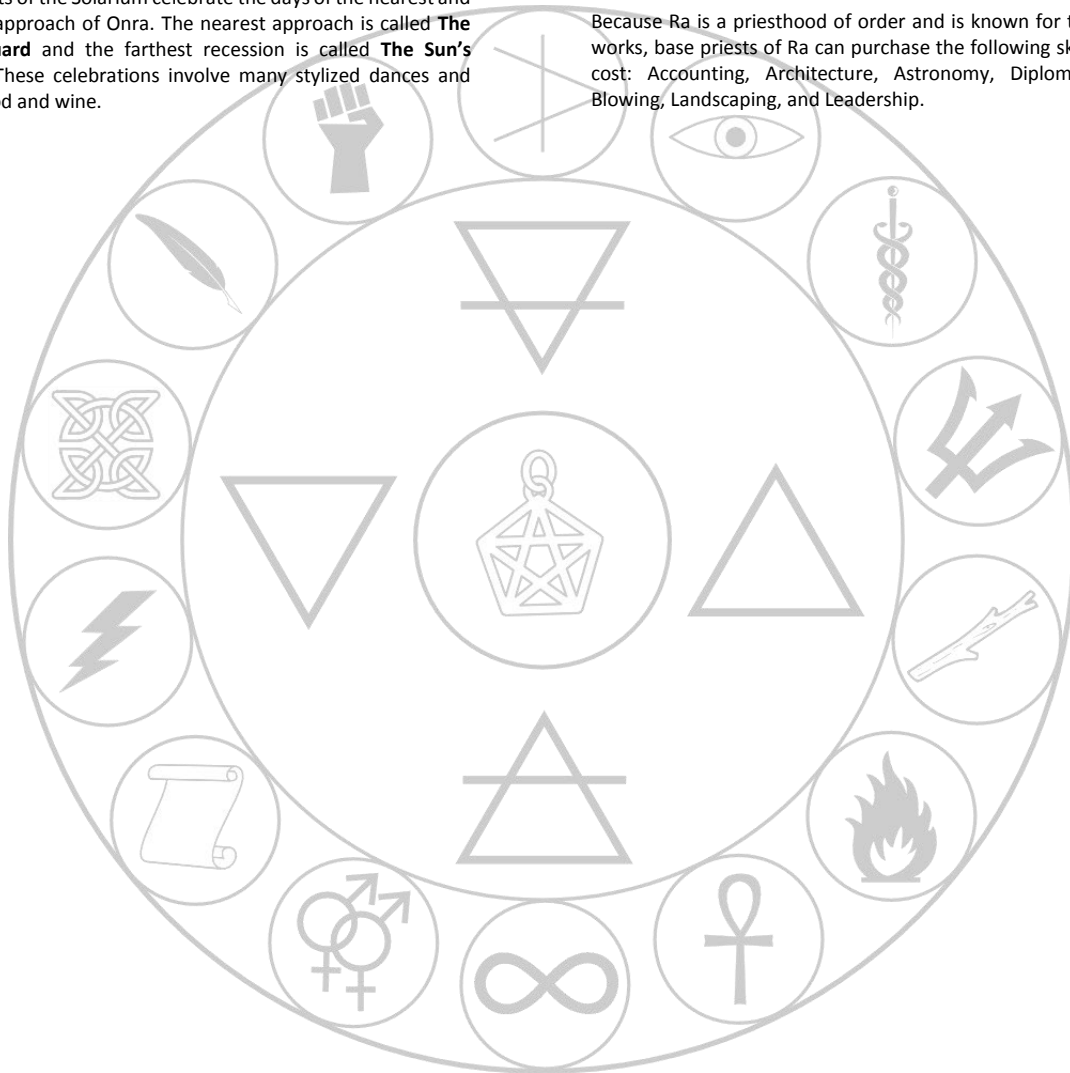 ts of the Solarium celebrate the days of the nearest and
approach of Onra. The nearest approach is called The
uard and the farthest recession is called The Sun’s
These celebrations involve many stylized dances and
od and wine.
Because Ra is a priesthood of order and is known for t
works, base priests of Ra can purchase the following sk
cost: Accounting, Architecture, Astronomy, Diplom
Blowing, Landscaping, and Leadership.